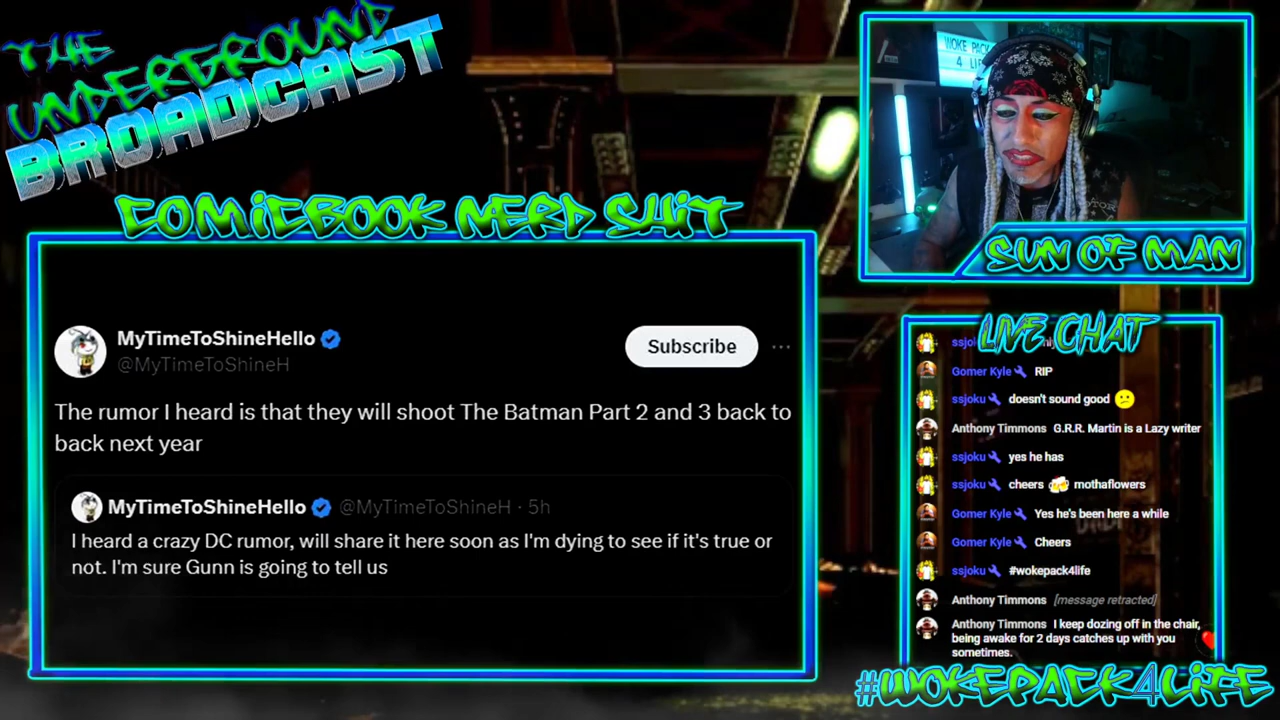 THE
UNDERGROUND
BROADCAST
COMICBOOK NERD SHIT
MyTimeToShineHello
@MyTimeToShineH
Subscribe
The rumor I heard is that they will shoot The Batman Part 2 and 3 back to
back next year
MyTimeToShineHello @MyTimeToShineH · 5h
I heard a crazy DC rumor, will share it here soon as I'm dying to see if it's true or
not. I'm sure Gunn is going to tell us
WOKE PACK
4 LIFE
SUN OF MAN
LIVE CHAT
Gomer Kyle RIP
ssjoku doesn't sound good 😕
Anthony Timmons G.R.R. Martin is a Lazy writer
ssjoku yes he has
ssjoku cheers 🍻 mothaflowers
Gomer Kyle Yes he's been here a while
Gomer Kyle Cheers
ssjoku #wokepack4life
Anthony Timmons [message retracted]
Anthony Timmons I keep dozing off in the chair,
being awake for 2 days catches up with you
sometimes.
#WOKEPACK4LIFE